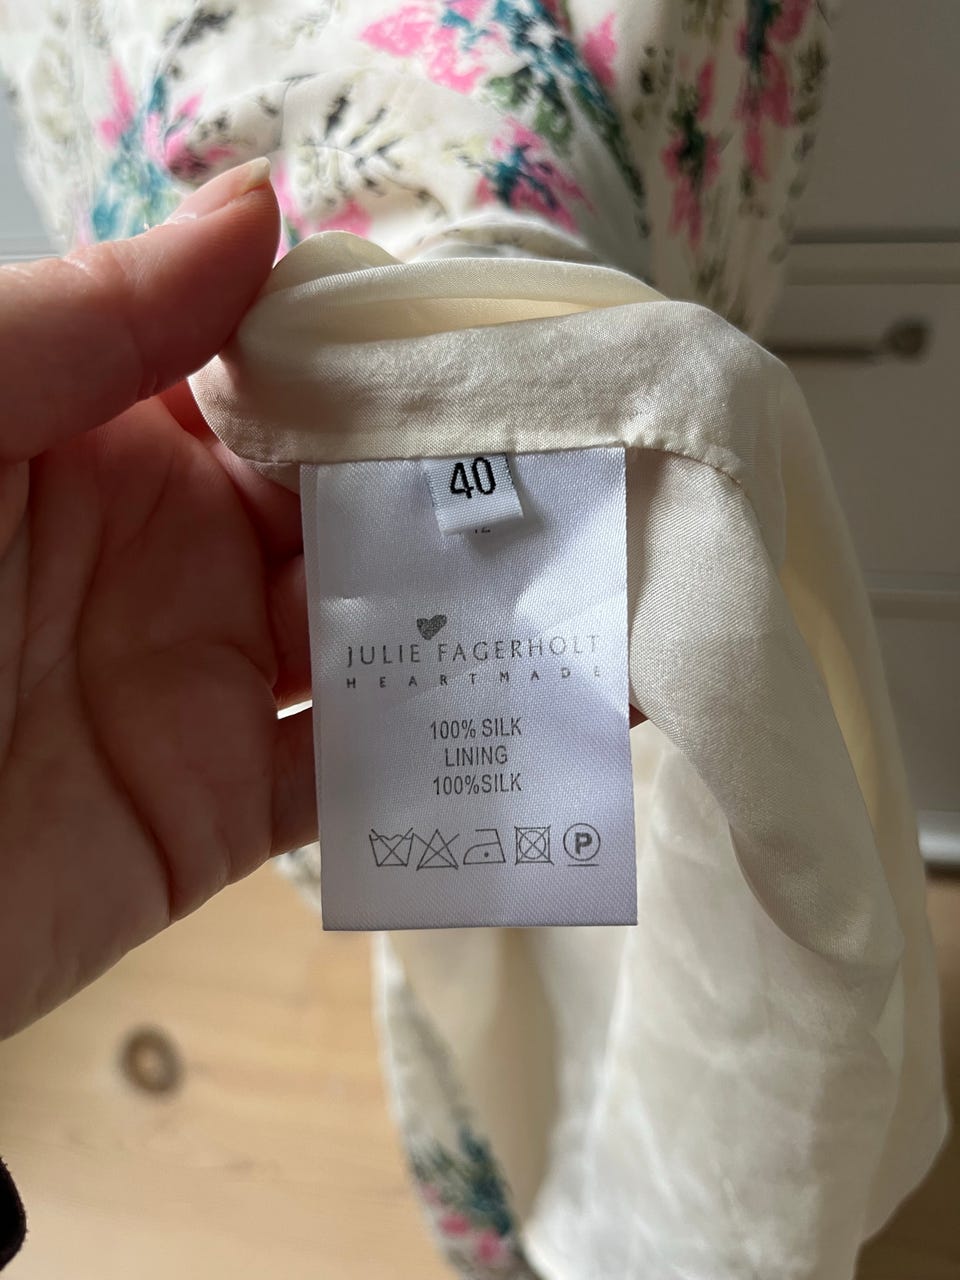 40
JULIE FAGERHOLT
HEARTMADE
100% SILK
LINING
100%SILK
P